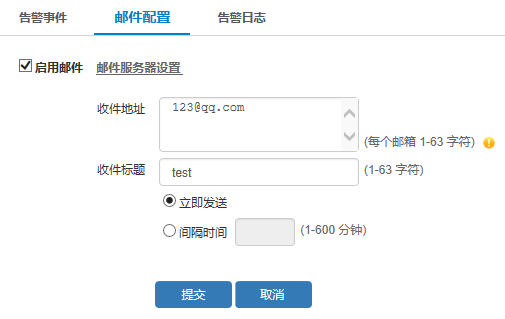 告警事件 邮件配置 告警日志
启用邮件 邮件服务器设置
收件地址 123@qq.com (每个邮箱 1-63 字符)
收件标题 test (1-63 字符)
立即发送
间隔时间 (1-600 分钟)
提交 取消